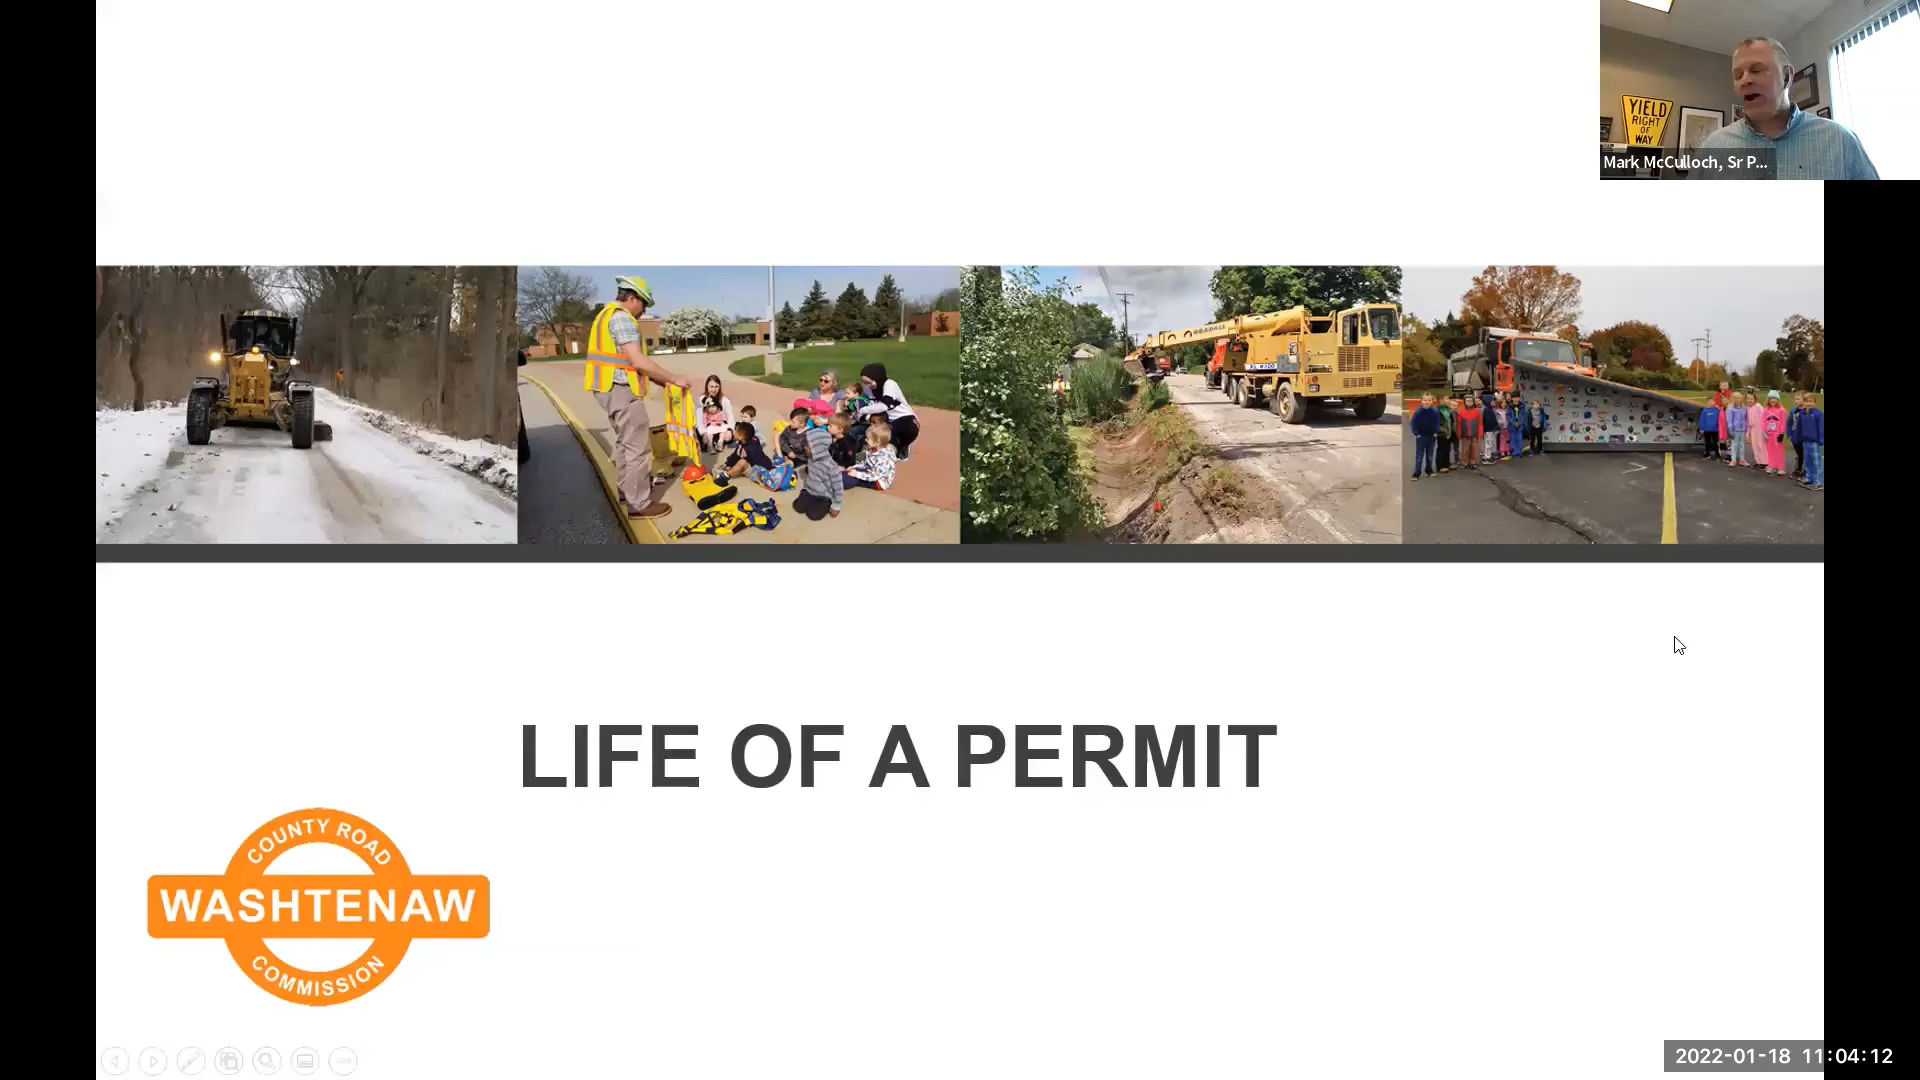 YIELD
RIGHT
OF
WAY
Mark McCulloch, Sr P...
GRADALL
LIFE OF A PERMIT
COUNTY ROAD
WASHTENAW
COMMISSION
2022-01-18 11:04:12